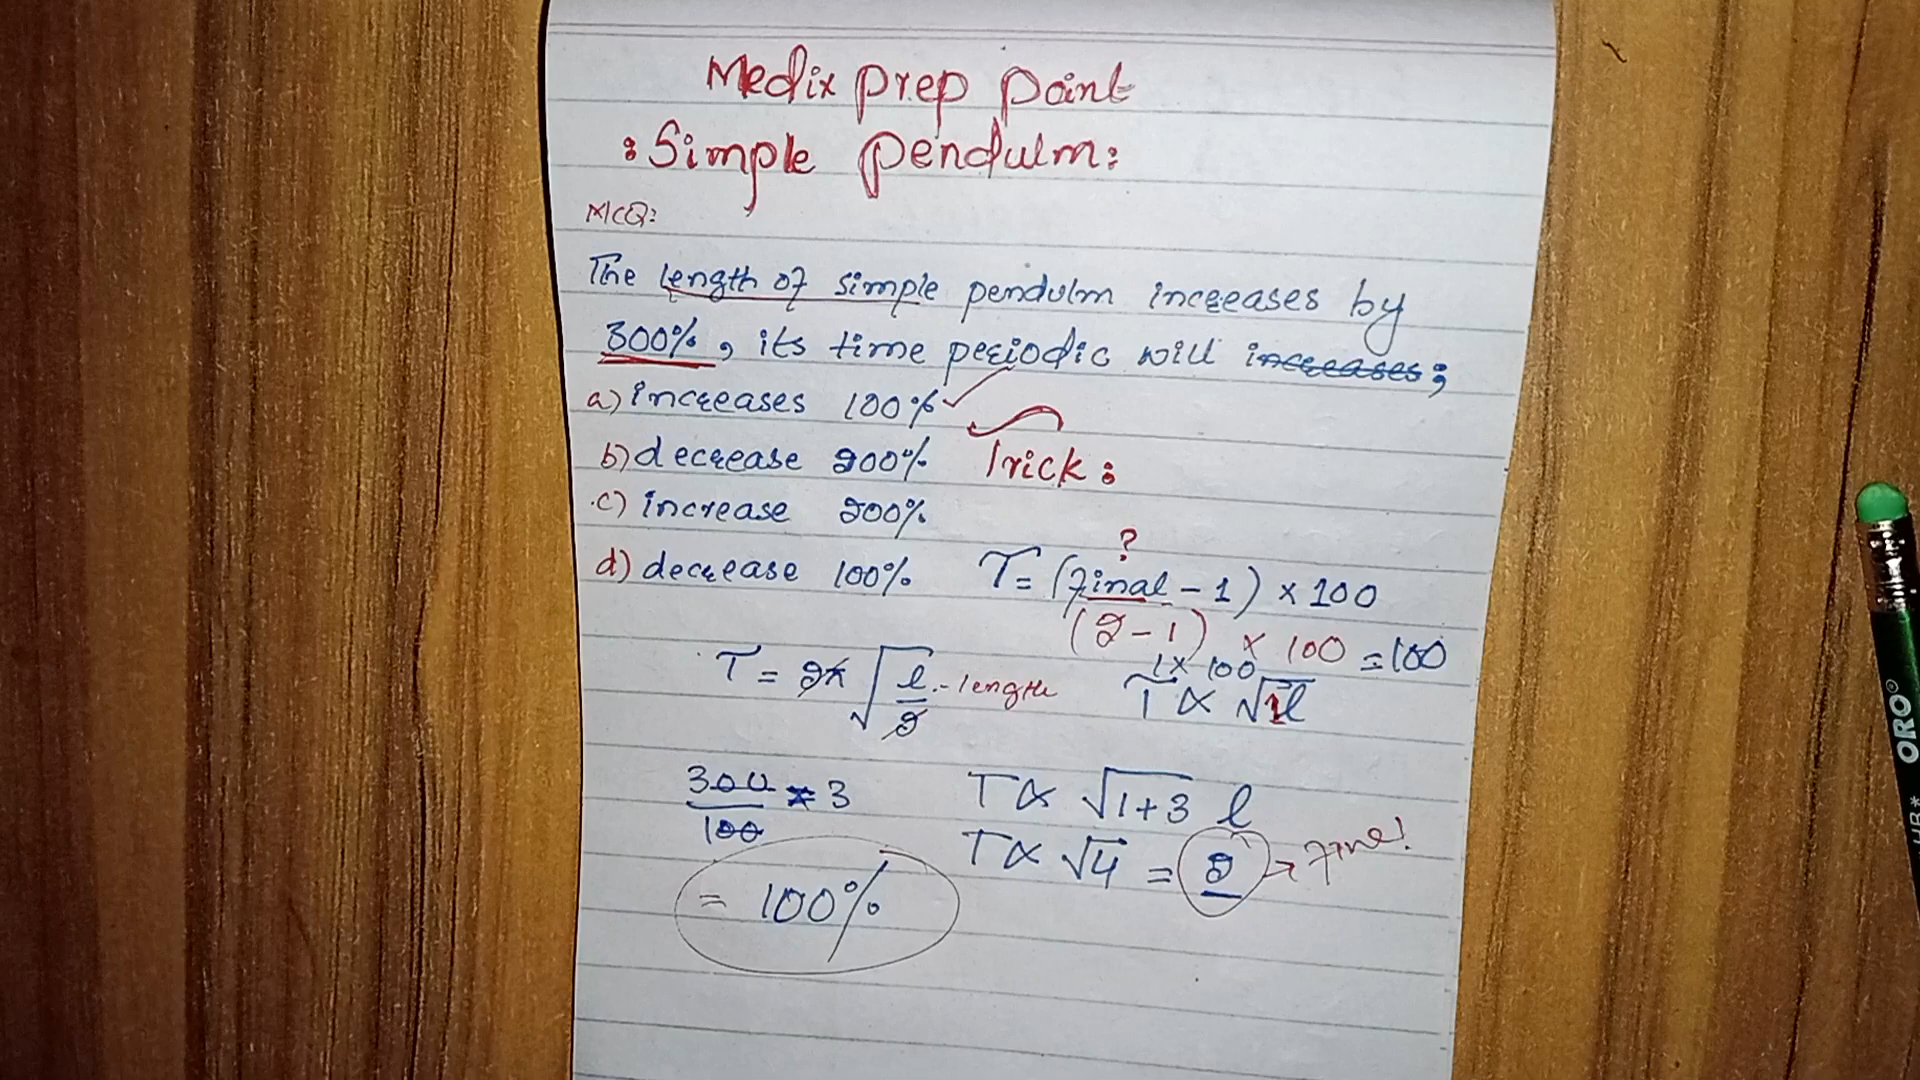 Medix prep point
: Simple pendulm:
MCQ:
The length of simple pendulm increases by
300%, its time periodic will increases;
a) increases 100% ✓
b) decrease 200% Trick:
c) increase 200%
?
d) decrease 100% T = (final - 1) × 100
(2 - 1) × 100 = 100
1 × 100
T = 2π √l/g - length T ∝ √1l
300/100 = 3 T ∝ √1+3 l
T ∝ √4 = 2 →
= 100%
ORO®
HB*